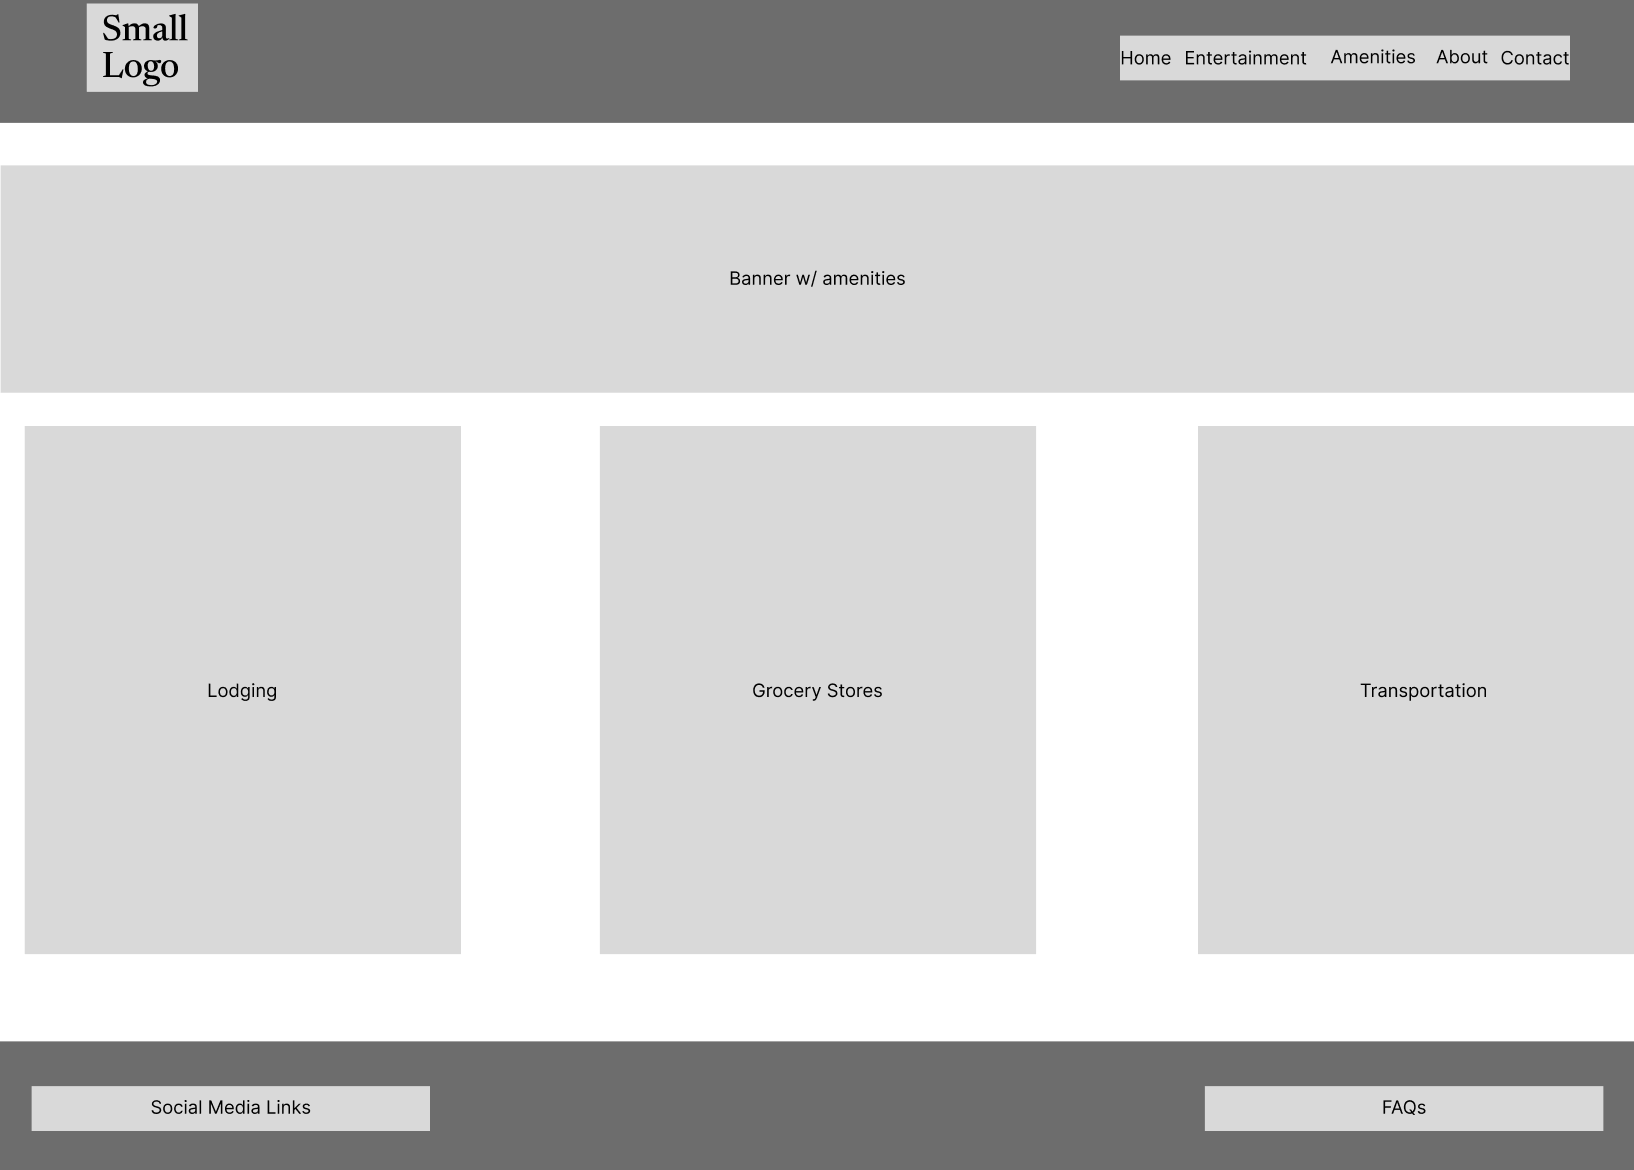 Small
Logo
Home Entertainment Amenities About Contact
Banner w/ amenities
Lodging
Grocery Stores
Transportation
Social Media Links
FAQs